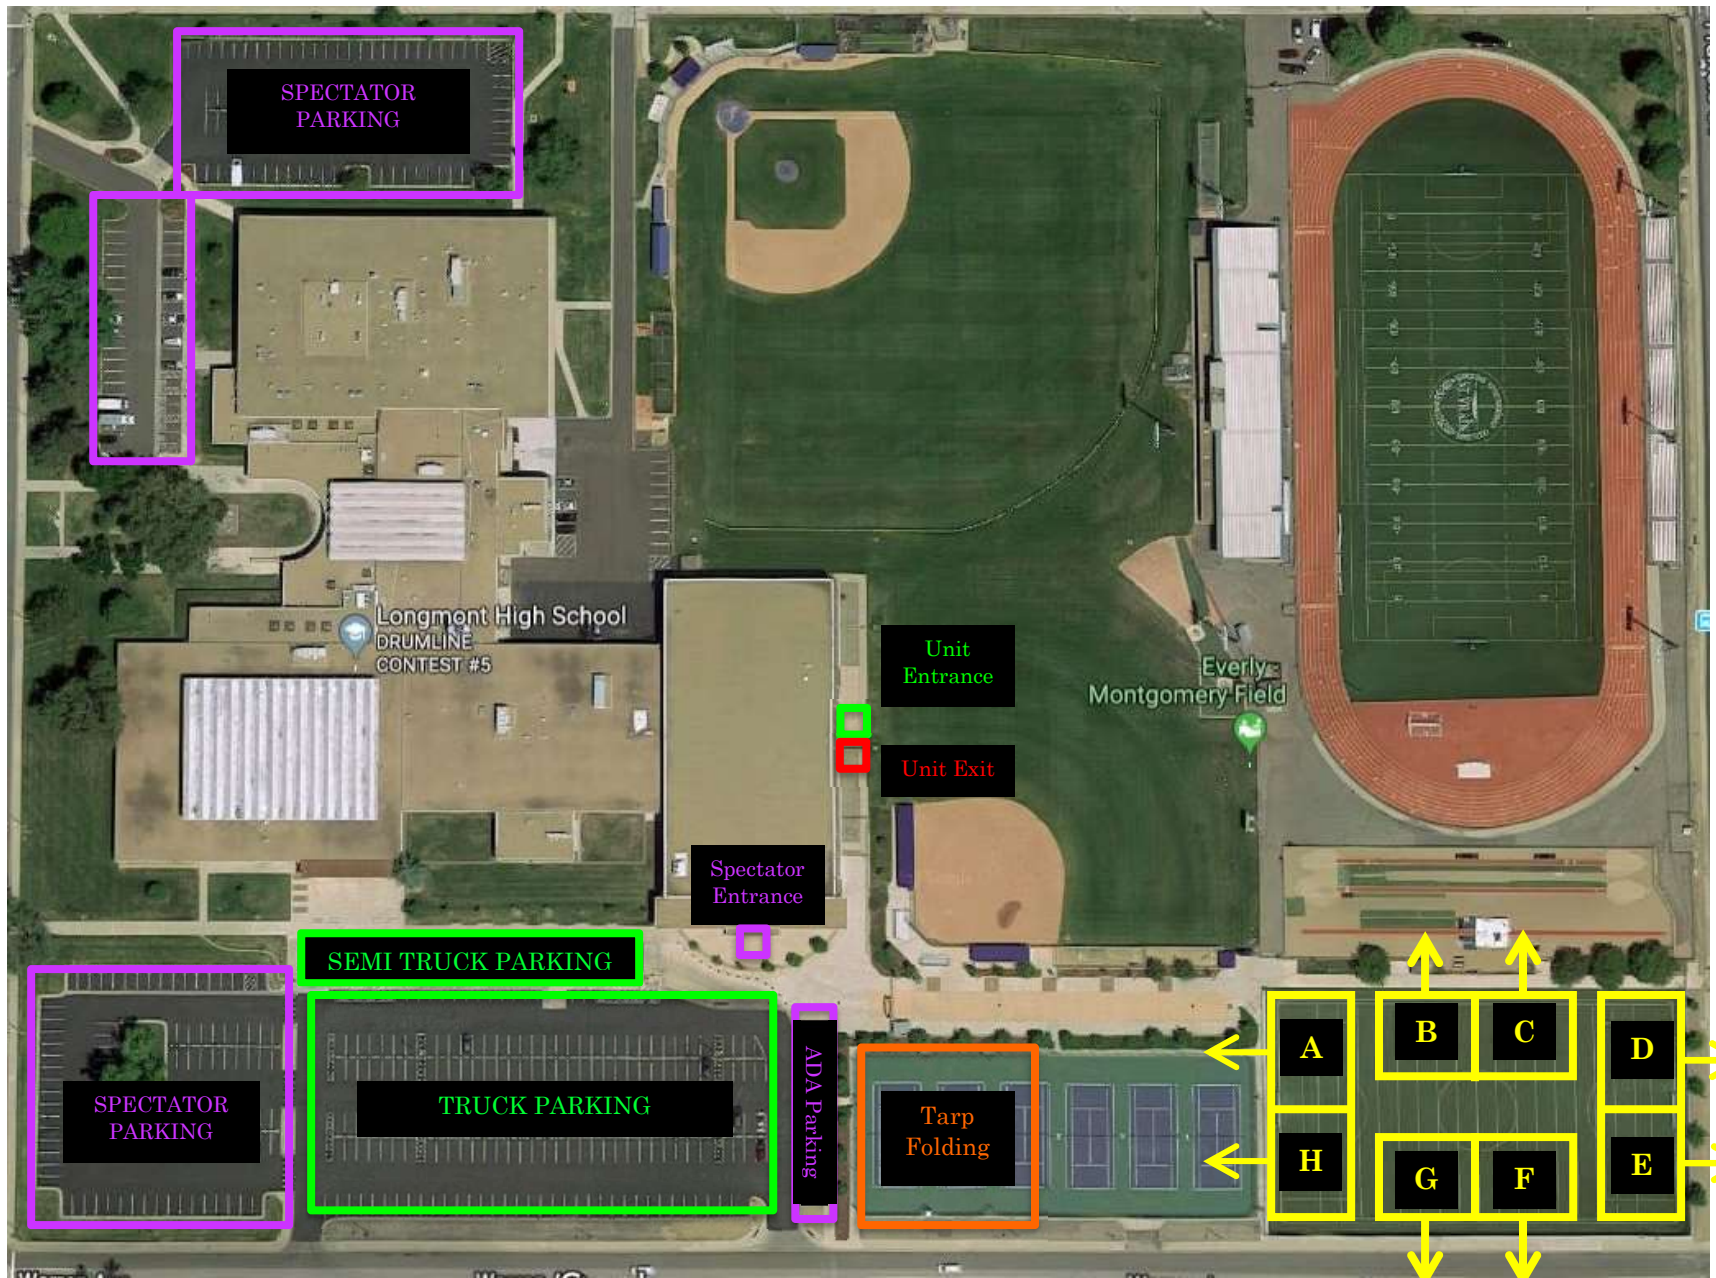 SPECTATOR
PARKING
Longmont High School
DRUMLINE
CONTEST #5
Unit
Entrance
Everly
Montgomery Field
Unit Exit
Spectator
Entrance
SEMI TRUCK PARKING
SPECTATOR
PARKING
TRUCK PARKING
ADA Parking
Tarp
Folding
A
B
C
D
H
G
F
E